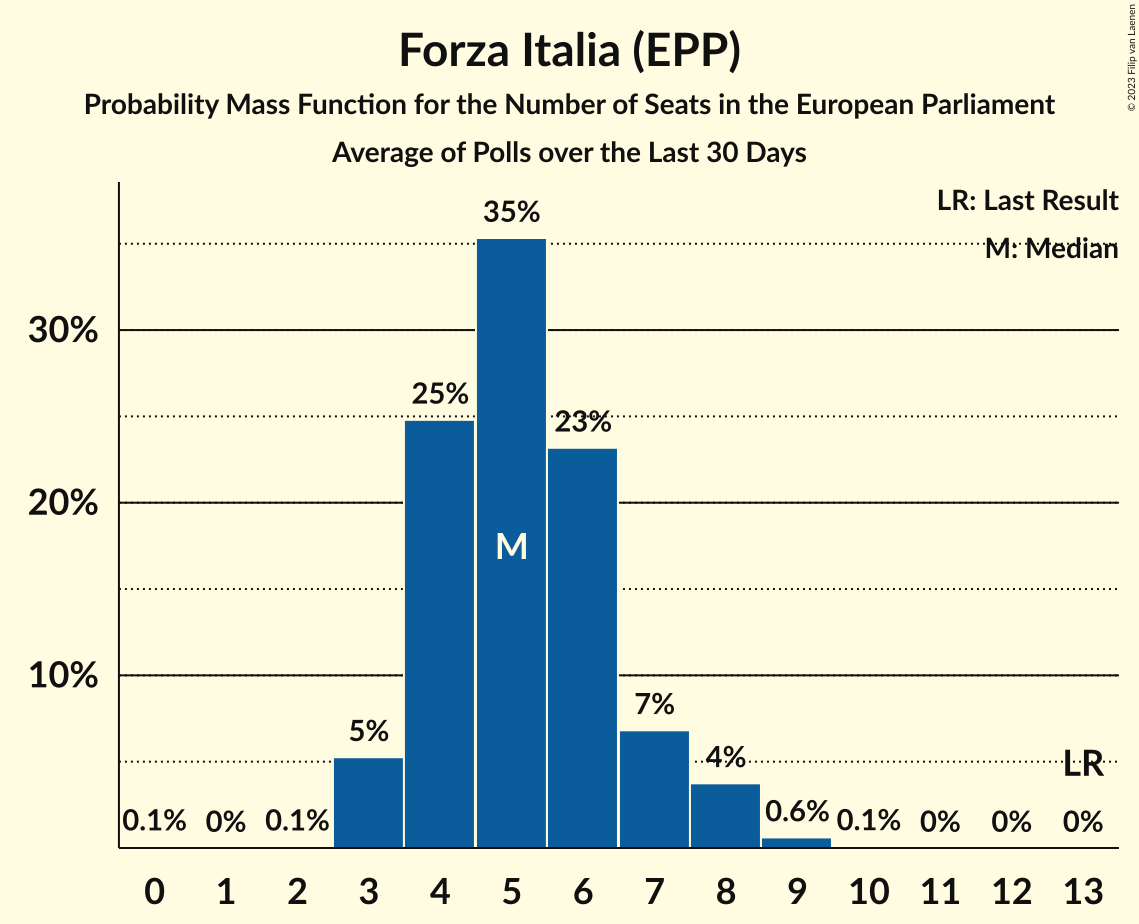 Forza Italia (EPP)
Probability Mass Function for the Number of Seats in the European Parliament
Average of Polls over the Last 30 Days
© 2023 Filip van Laenen
LR: Last Result
M: Median
35%
30%
25%
23%
20%
M
10%
7%
5%
4%
LR
0.1% 0% 0.1% 0.6% 0.1% 0% 0% 0%
0 1 2 3 4 5 6 7 8 9 10 11 12 13